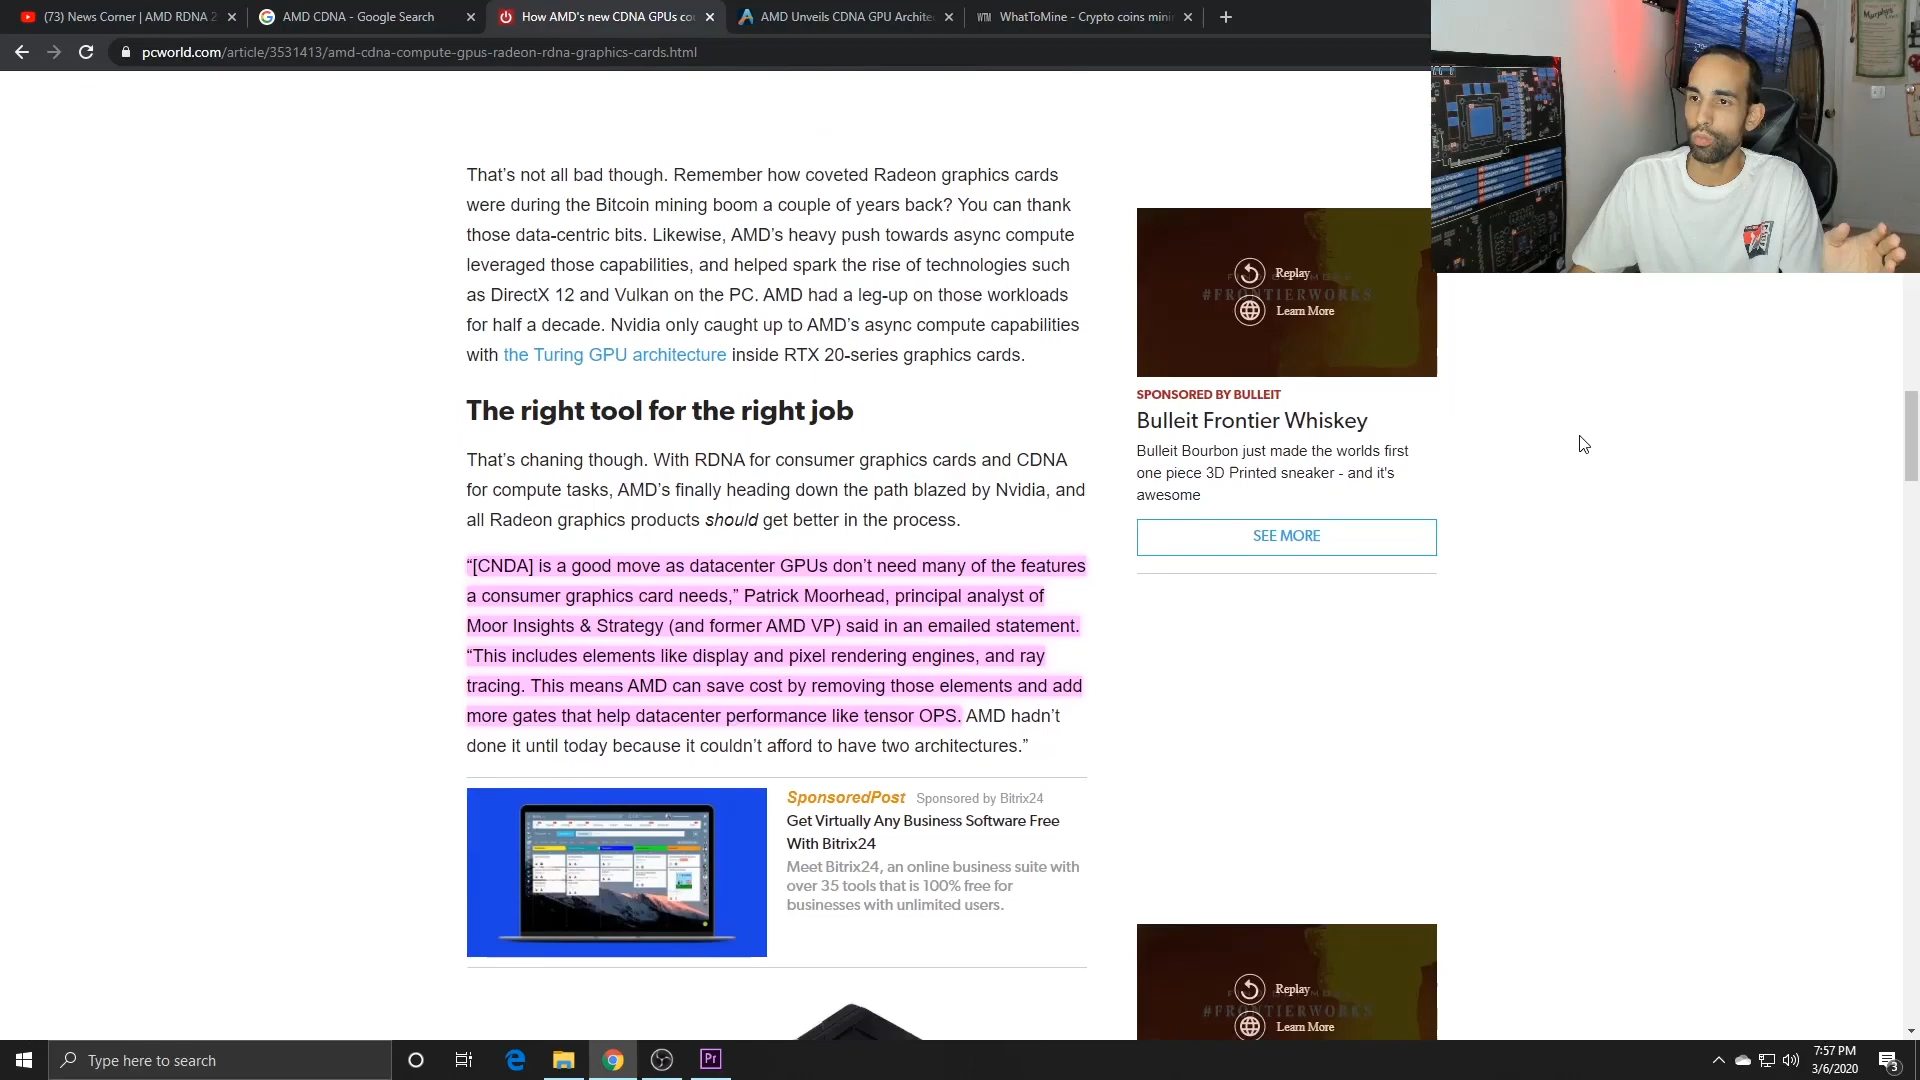 (73) News Corner | AMD RDNA 2
AMD CDNA - Google Search
How AMD's new CDNA GPUs co
AMD Unveils CDNA GPU Archite
WTM WhatToMine - Crypto coins mini
pcworld.com/article/3531413/amd-cdna-compute-gpus-radeon-rdna-graphics-cards.html
That's not all bad though. Remember how coveted Radeon graphics cards
were during the Bitcoin mining boom a couple of years back? You can thank
those data-centric bits. Likewise, AMD's heavy push towards async compute
leveraged those capabilities, and helped spark the rise of technologies such
as DirectX 12 and Vulkan on the PC. AMD had a leg-up on those workloads
for half a decade. Nvidia only caught up to AMD's async compute capabilities
with the Turing GPU architecture inside RTX 20-series graphics cards.
The right tool for the right job
That's chaning though. With RDNA for consumer graphics cards and CDNA
for compute tasks, AMD's finally heading down the path blazed by Nvidia, and
all Radeon graphics products should get better in the process.
“[CNDA] is a good move as datacenter GPUs don't need many of the features
a consumer graphics card needs,” Patrick Moorhead, principal analyst of
Moor Insights & Strategy (and former AMD VP) said in an emailed statement.
“This includes elements like display and pixel rendering engines, and ray
tracing. This means AMD can save cost by removing those elements and add
more gates that help datacenter performance like tensor OPS. AMD hadn't
done it until today because it couldn't afford to have two architectures.”
SponsoredPost Sponsored by Bitrix24
Get Virtually Any Business Software Free
With Bitrix24
Meet Bitrix24, an online business suite with
over 35 tools that is 100% free for
businesses with unlimited users.
Replay
#FRONTIERWORKS
Learn More
SPONSORED BY BULLEIT
Bulleit Frontier Whiskey
Bulleit Bourbon just made the worlds first
one piece 3D Printed sneaker - and it's
awesome
SEE MORE
Replay
#FRONTIERWORKS
Learn More
Type here to search
Pr
7:57 PM
3/6/2020
3